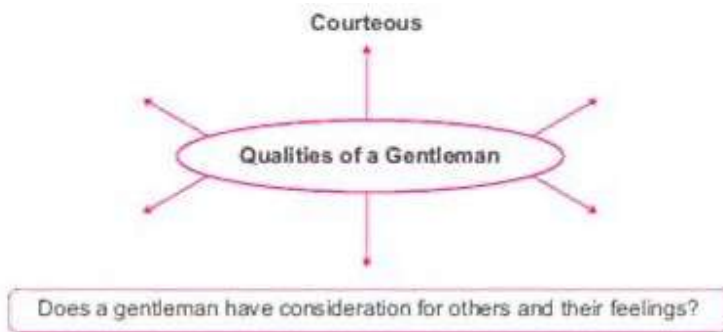 Courteous
Qualities of a Gentleman
Does a gentleman have consideration for others and their feelings?